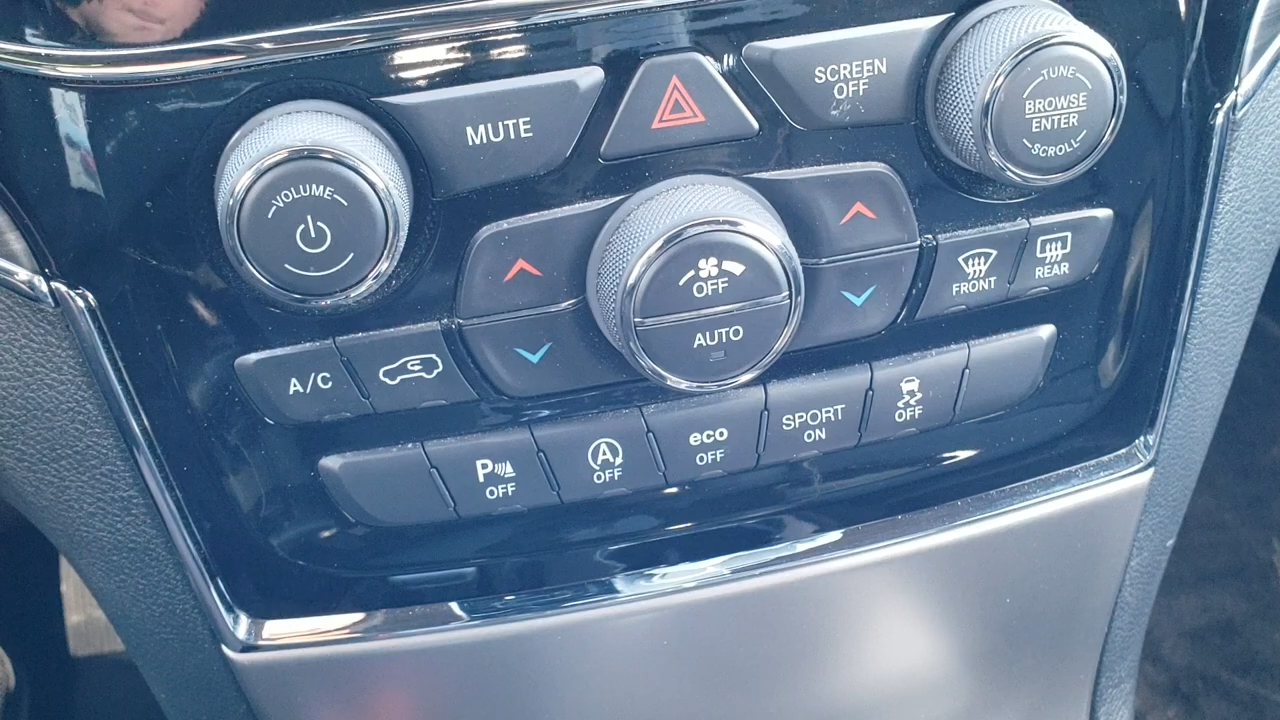 MUTE
SCREEN
OFF
TUNE
BROWSE
ENTER
SCROLL
VOLUME
OFF
AUTO
FRONT
REAR
A/C
P
OFF
A
OFF
eco
OFF
SPORT
ON
OFF